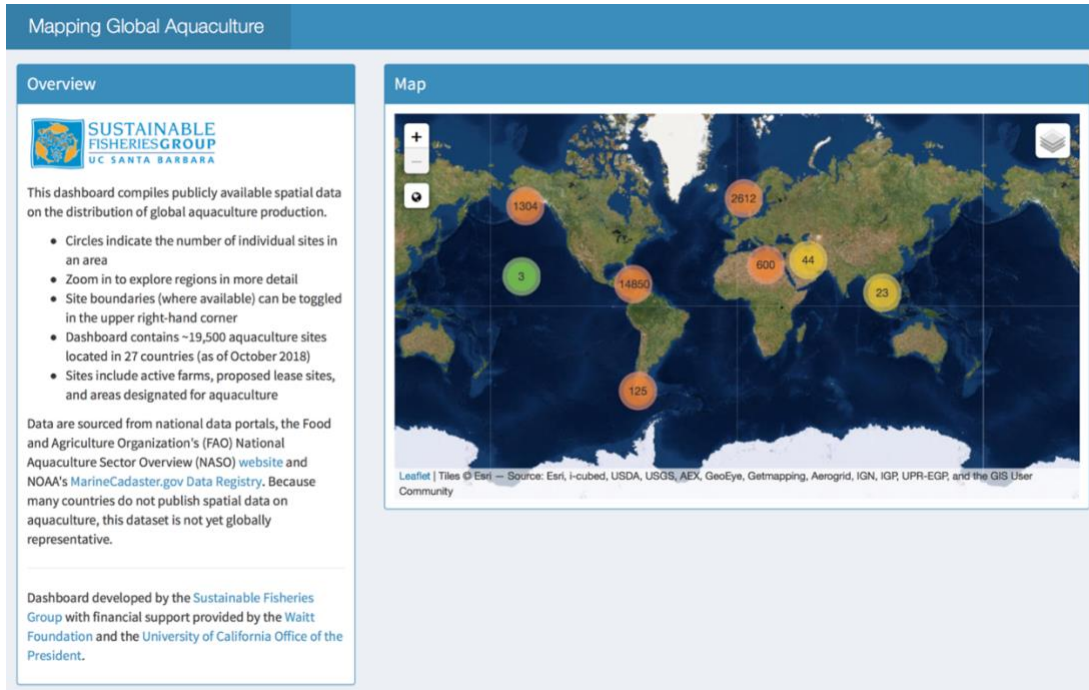 Mapping Global Aquaculture
Overview
SUSTAINABLE
FISHERIESGROUP
UC SANTA BARBARA
This dashboard compiles publicly available spatial data
on the distribution of global aquaculture production.
• Circles indicate the number of individual sites in
an area
• Zoom in to explore regions in more detail
• Site boundaries (where available) can be toggled
in the upper right-hand corner
• Dashboard contains ~19,500 aquaculture sites
located in 27 countries (as of October 2018)
• Sites include active farms, proposed lease sites,
and areas designated for aquaculture
Data are sourced from national data portals, the Food
and Agriculture Organization's (FAO) National
Aquaculture Sector Overview (NASO) website and
NOAA's MarineCadaster.gov Data Registry. Because
many countries do not publish spatial data on
aquaculture, this dataset is not yet globally
representative.
Dashboard developed by the Sustainable Fisheries
Group with financial support provided by the Waitt
Foundation and the University of California Office of the
President.
Map
+
−
1304
2612
3
14850
600
44
23
125
Leaflet | Tiles © Esri — Source: Esri, i-cubed, USDA, USGS, AEX, GeoEye, Getmapping, Aerogrid, IGN, IGP, UPR-EGP, and the GIS User
Community